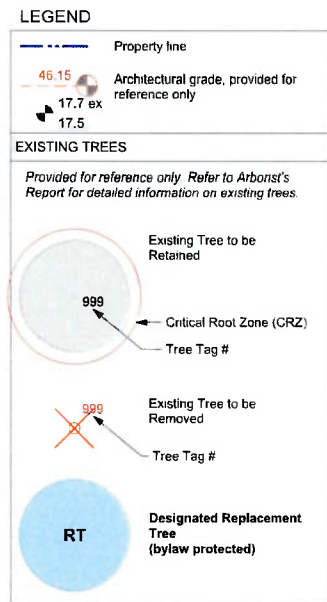 LEGEND
Property line
46.15
Architectural grade, provided for
reference only
17.7 ex
17.5
EXISTING TREES
Provided for reference only. Refer to Arborist's
Report for detailed information on existing trees.
Existing Tree to be
Retained
999
Critical Root Zone (CRZ)
Tree Tag #
999
Existing Tree to be
Removed
Tree Tag #
RT
Designated Replacement
Tree
(bylaw protected)